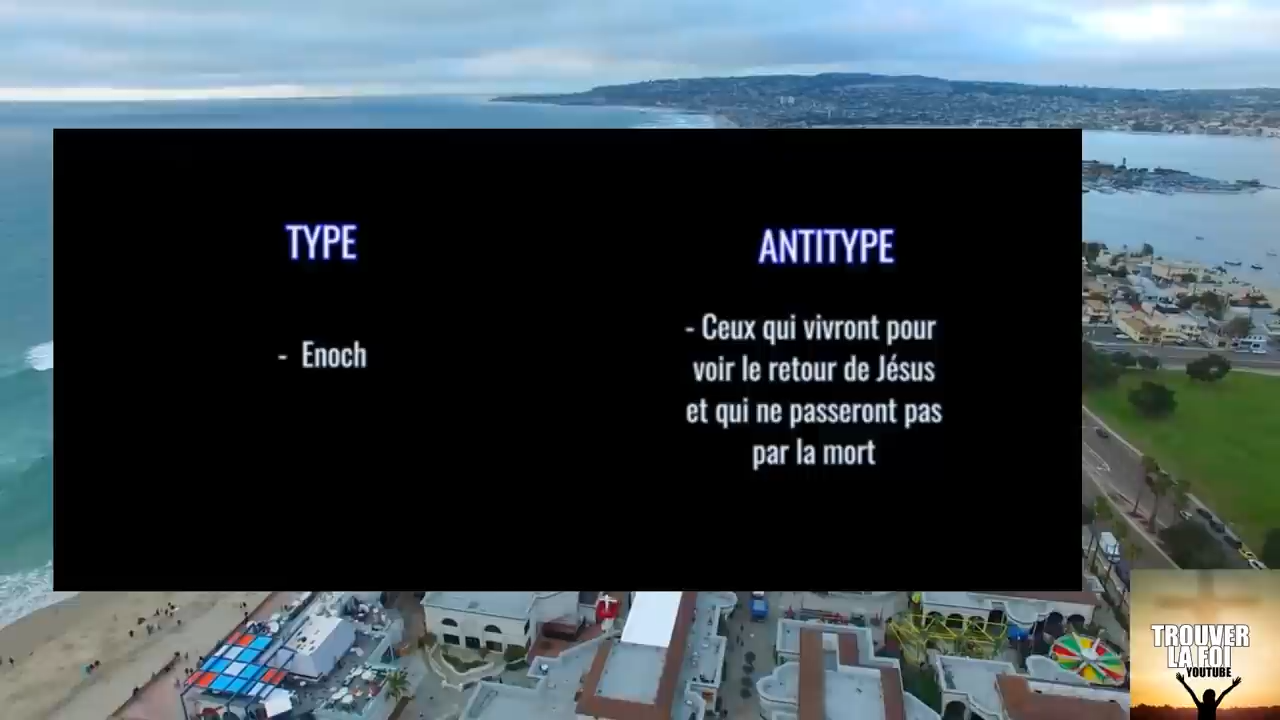 TYPE
ANTITYPE
- Enoch
- Ceux qui vivront pour
voir le retour de Jésus
et qui ne passeront pas
par la mort
TROUVER
LA FOI
YOUTUBE